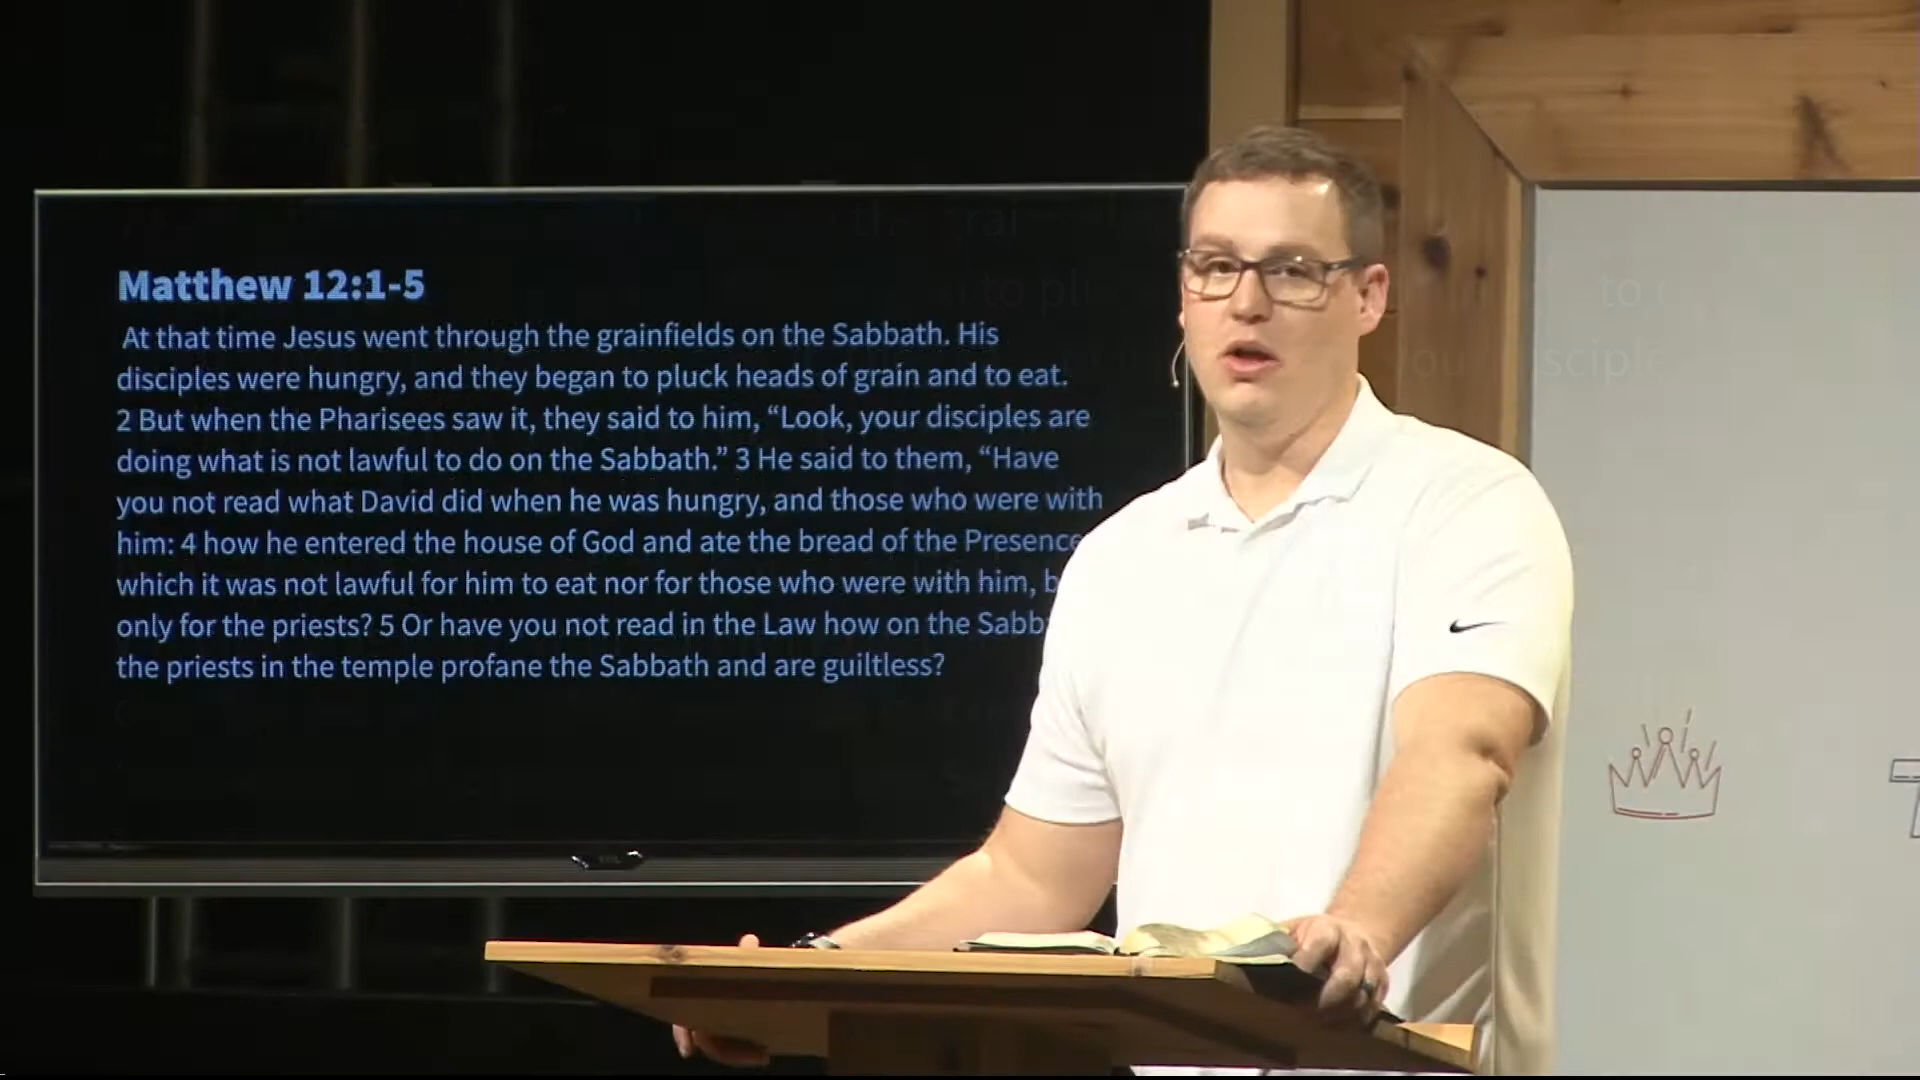 Matthew 12:1-5
At that time Jesus went through the grainfields on the Sabbath. His
disciples were hungry, and they began to pluck heads of grain and to eat.
2 But when the Pharisees saw it, they said to him, “Look, your disciples are
doing what is not lawful to do on the Sabbath.” 3 He said to them, “Have
you not read what David did when he was hungry, and those who were with
him: 4 how he entered the house of God and ate the bread of the Presence
which it was not lawful for him to eat nor for those who were with him,
only for the priests? 5 Or have you not read in the Law how on the
the priests in the temple profane the Sabbath and are guiltless?